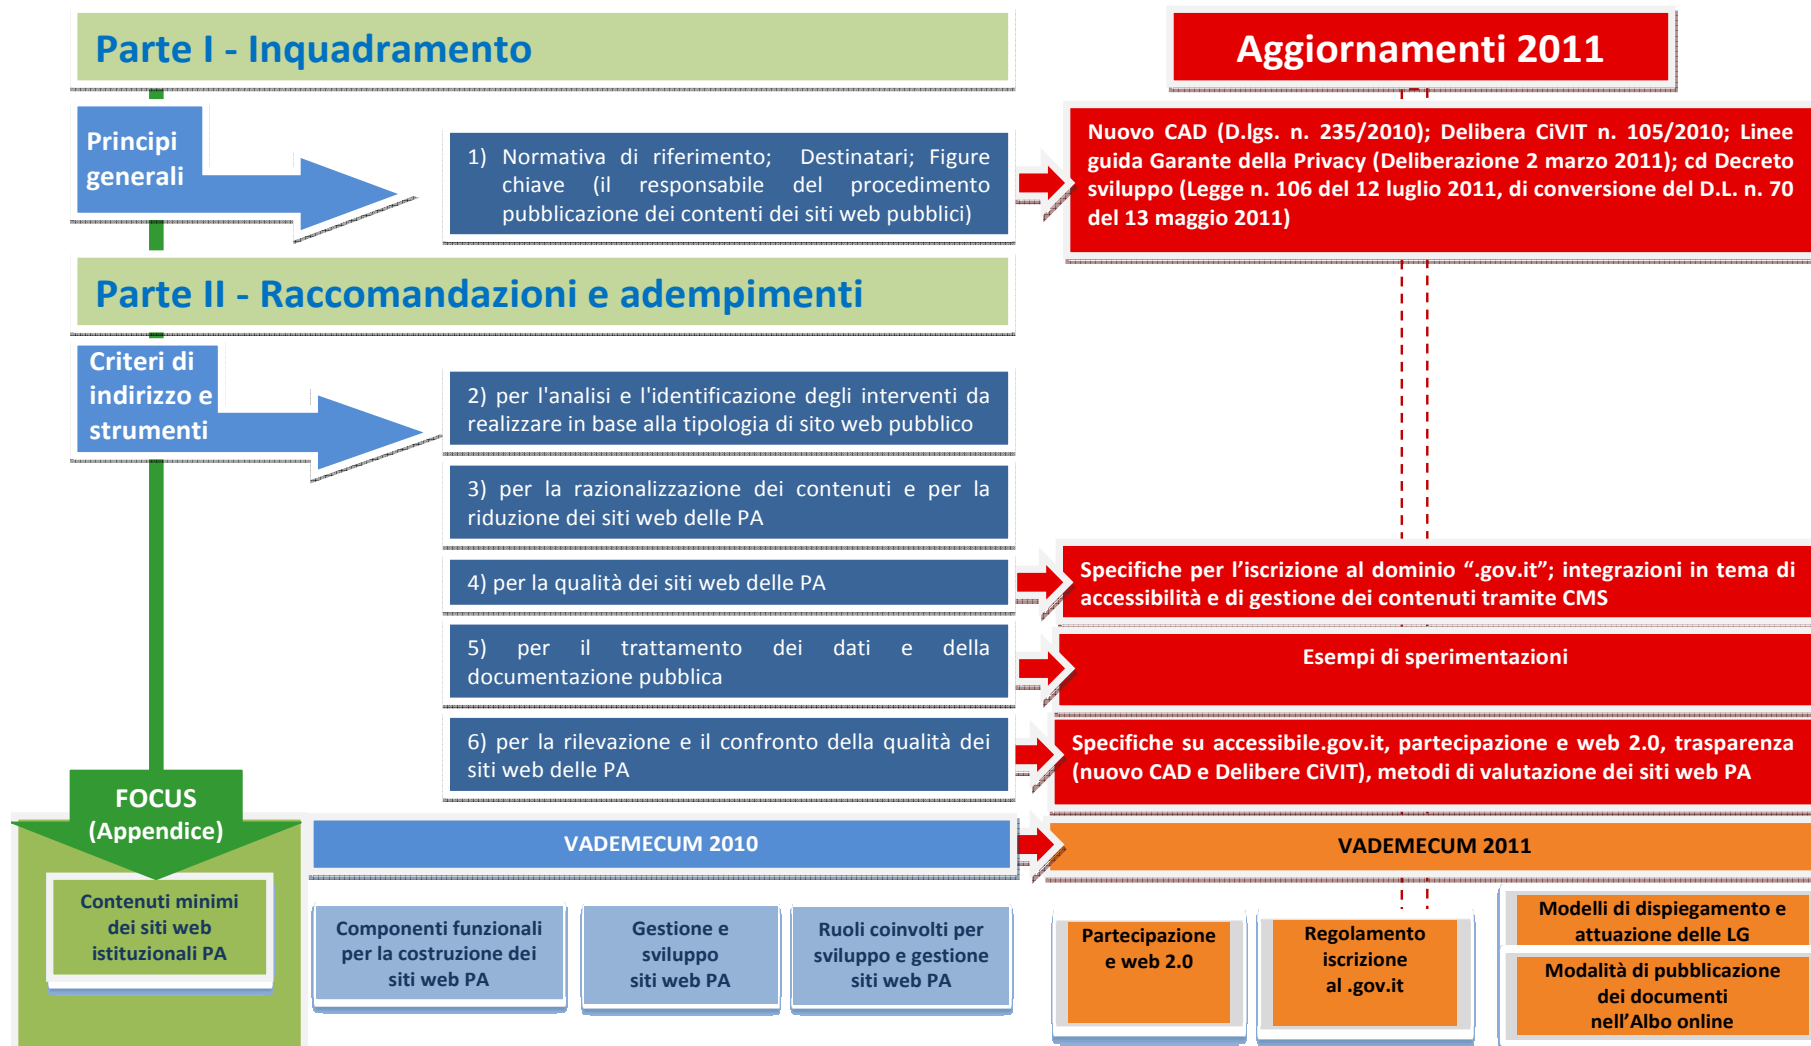 Parte I - Inquadramento
Aggiornamenti 2011
Principi
generali
1) Normativa di riferimento; Destinatari; Figure
chiave (il responsabile del procedimento
pubblicazione dei contenti dei siti web pubblici)
Nuovo CAD (D.lgs. n. 235/2010); Delibera CiVIT n. 105/2010; Linee
guida Garante della Privacy (Deliberazione 2 marzo 2011); cd Decreto
sviluppo (Legge n. 106 del 12 luglio 2011, di conversione del D.L. n. 70
del 13 maggio 2011)
Parte II - Raccomandazioni e adempimenti
Criteri di
indirizzo e
strumenti
2) per l'analisi e l'identificazione degli interventi da
realizzare in base alla tipologia di sito web pubblico
3) per la razionalizzazione dei contenuti e per la
riduzione dei siti web delle PA
4) per la qualità dei siti web delle PA
Specifiche per l’iscrizione al dominio “.gov.it”; integrazioni in tema di
accessibilità e di gestione dei contenuti tramite CMS
5) per il trattamento dei dati e della
documentazione pubblica
Esempi di sperimentazioni
6) per la rilevazione e il confronto della qualità dei
siti web delle PA
Specifiche su accessibile.gov.it, partecipazione e web 2.0, trasparenza
(nuovo CAD e Delibere CiVIT), metodi di valutazione dei siti web PA
FOCUS
(Appendice)
Contenuti minimi
dei siti web
istituzionali PA
VADEMECUM 2010
VADEMECUM 2011
Componenti funzionali
per la costruzione dei
siti web PA
Gestione e
sviluppo
siti web PA
Ruoli coinvolti per
sviluppo e gestione
siti web PA
Partecipazione
e web 2.0
Regolamento
iscrizione
al .gov.it
Modelli di dispiegamento e
attuazione delle LG
Modalità di pubblicazione
dei documenti
nell’Albo online